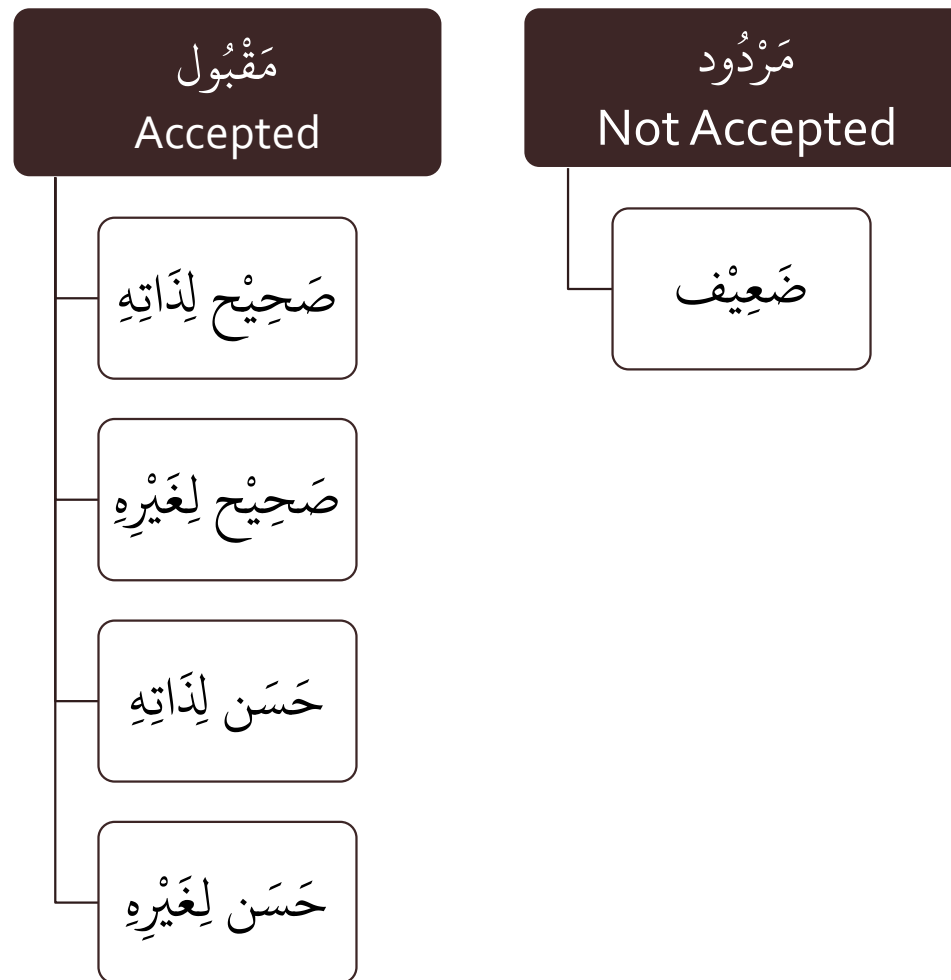 مَقْبُول
Accepted
صَحِيْح لِذَاتِهِ
صَحِيْح لِغَيْرِهِ
حَسَن لِذَاتِهِ
حَسَن لِغَيْرِهِ
مَرْدُود
Not Accepted
ضَعِيْف